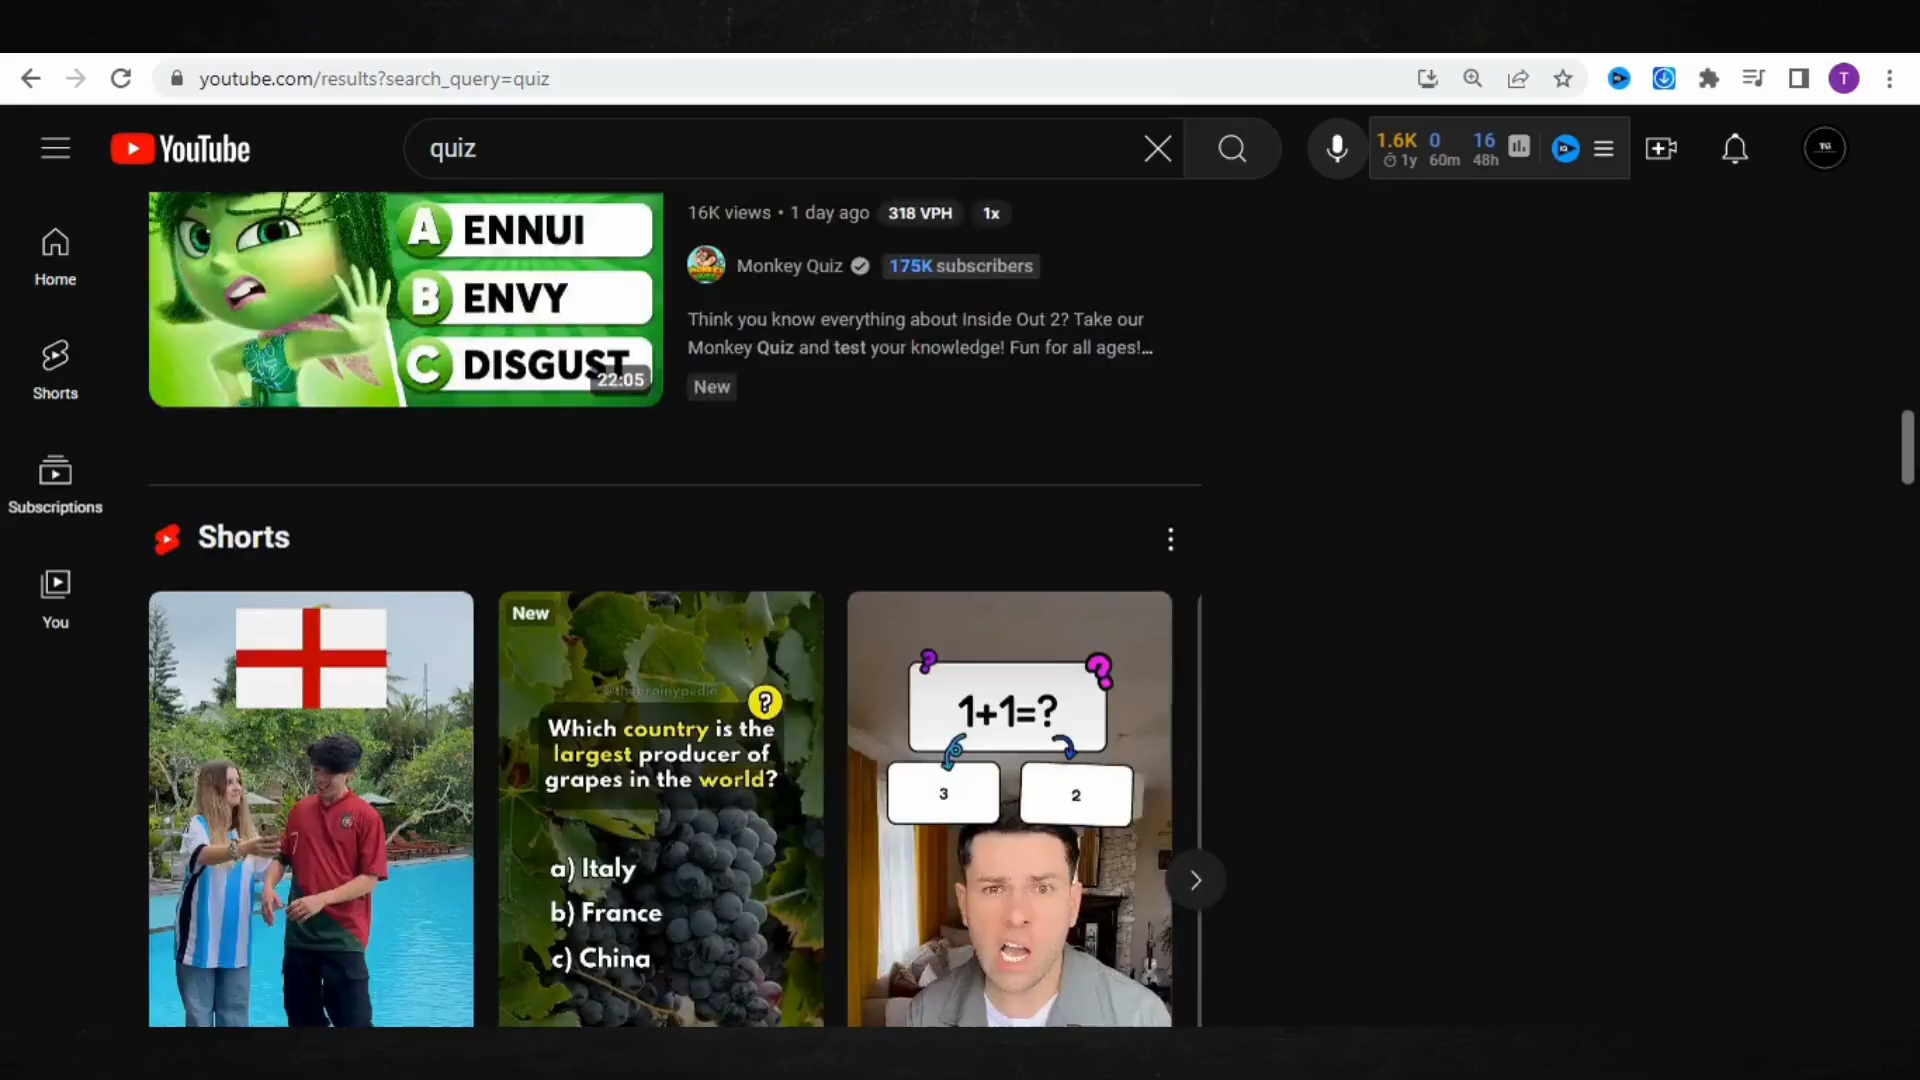 youtube.com/results?search_query=quiz
T
YouTube
quiz
1.6K 0 16
1y 60m 48h
TG
Home
Shorts
Subscriptions
You
A ENNUI
B ENVY
C DISGUST
22:05
16K views • 1 day ago 318 VPH 1x
Monkey Quiz 175K subscribers
Think you know everything about Inside Out 2? Take our
Monkey Quiz and test your knowledge! Fun for all ages!...
New
Shorts
New
@thebrainypedia
?
Which country is the
largest producer of
grapes in the world?
a) Italy
b) France
c) China
? ?
1+1=?
3 2